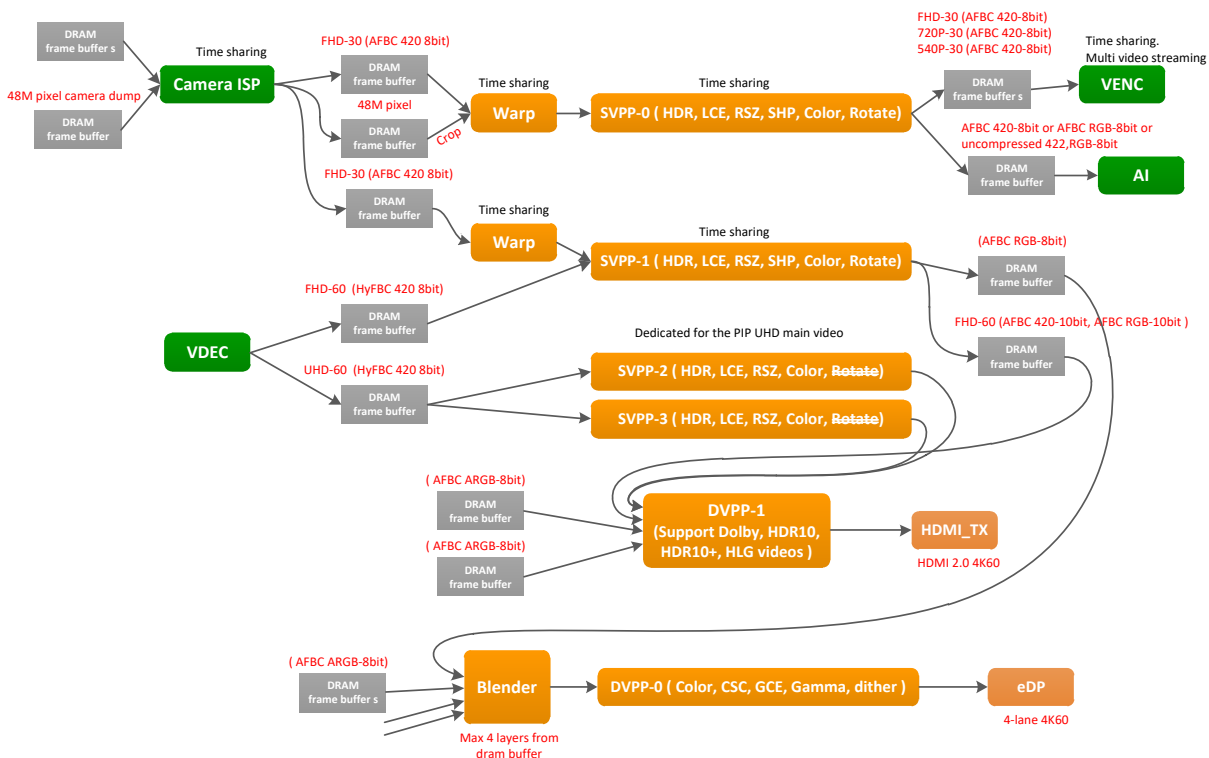 DRAM
frame buffer s
Time sharing
Camera ISP
48M pixel camera dump
DRAM
frame buffer
FHD-30 (AFBC 420 8bit)
DRAM
frame buffer
48M pixel
DRAM
frame buffer
Crop
Time sharing
Warp
Time sharing
SVPP-0 ( HDR, LCE, RSZ, SHP, Color, Rotate)
FHD-30 (AFBC 420-8bit)
720P-30 (AFBC 420-8bit)
540P-30 (AFBC 420-8bit)
DRAM
frame buffer s
Time sharing.
Multi video streaming
VENC
AFBC 420-8bit or AFBC RGB-8bit or
uncompressed 422,RGB-8bit
DRAM
frame buffer
AI
FHD-30 (AFBC 420 8bit)
DRAM
frame buffer
Time sharing
Warp
Time sharing
SVPP-1 ( HDR, LCE, RSZ, SHP, Color, Rotate)
(AFBC RGB-8bit)
DRAM
frame buffer
FHD-60 (HyFBC 420 8bit)
DRAM
frame buffer
FHD-60 (AFBC 420-10bit, AFBC RGB-10bit )
DRAM
frame buffer
VDEC
Dedicated for the PIP UHD main video
UHD-60 (HyFBC 420 8bit)
DRAM
frame buffer
SVPP-2 ( HDR, LCE, RSZ, Color, Rotate)
SVPP-3 ( HDR, LCE, RSZ, Color, Rotate)
( AFBC ARGB-8bit)
DRAM
frame buffer
( AFBC ARGB-8bit)
DRAM
frame buffer
DVPP-1
(Support Dolby, HDR10,
HDR10+, HLG videos )
HDMI_TX
HDMI 2.0 4K60
( AFBC ARGB-8bit)
DRAM
frame buffer s
Blender
Max 4 layers from
dram buffer
DVPP-0 ( Color, CSC, GCE, Gamma, dither )
eDP
4-lane 4K60